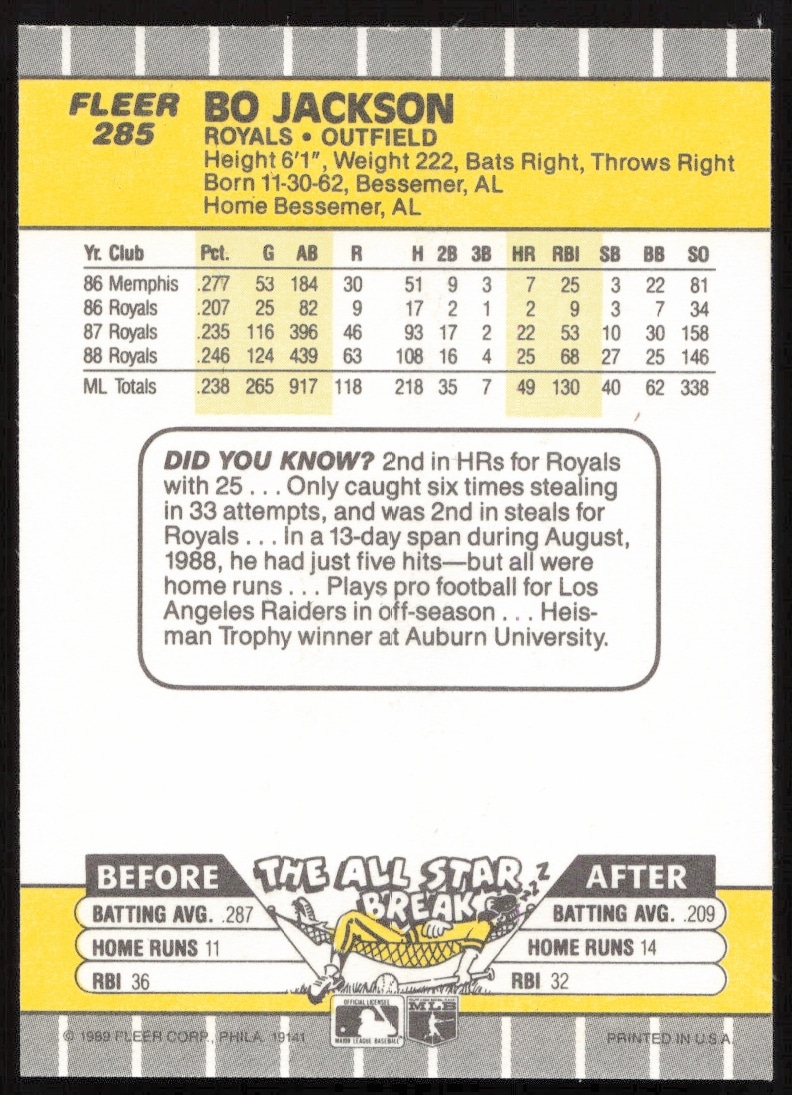 FLEER
285
BO JACKSON
ROYALS • OUTFIELD
Height 6'1", Weight 222, Bats Right, Throws Right
Born 11-30-62, Bessemer, AL
Home Bessemer, AL
Yr. Club Pct. G AB R H 2B 3B HR RBI SB BB SO
86 Memphis .277 53 184 30 51 9 3 7 25 3 22 81
86 Royals .207 25 82 9 17 2 1 2 9 3 7 34
87 Royals .235 116 396 46 93 17 2 22 53 10 30 158
88 Royals .246 124 439 63 108 16 4 25 68 27 25 146
ML Totals .238 265 917 118 218 35 7 49 130 40 62 338
DID YOU KNOW? 2nd in HRs for Royals
with 25 . . . Only caught six times stealing
in 33 attempts, and was 2nd in steals for
Royals . . . In a 13-day span during August,
1988, he had just five hits—but all were
home runs . . . Plays pro football for Los
Angeles Raiders in off-season . . . Heis-
man Trophy winner at Auburn University.
THE ALL STAR
BREAK
ZZZ
BEFORE
BATTING AVG. .287
HOME RUNS 11
RBI 36
AFTER
BATTING AVG. .209
HOME RUNS 14
RBI 32
OFFICIAL LICENSEE
MAJOR LEAGUE BASEBALL
MLB
© 1989 FLEER CORP., PHILA. 19141
PRINTED IN U.S.A.